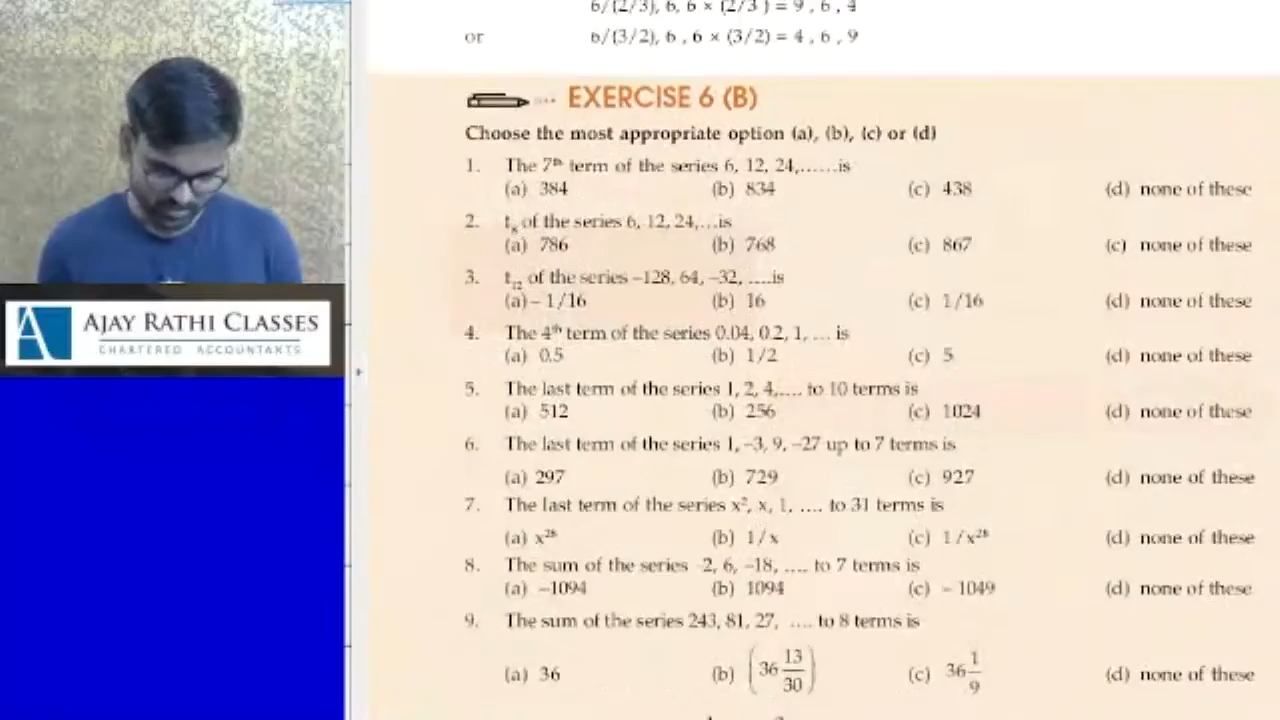 6/(2/3), 6, 6 × (2/3 ) = 9 , 6 , 4
or 6/(3/2), 6 , 6 × (3/2) = 4 , 6 , 9
EXERCISE 6 (B)
Choose the most appropriate option (a), (b), (c) or (d)
1. The 7th term of the series 6, 12, 24,……is
(a) 384 (b) 834 (c) 438 (d) none of these
2. t₈ of the series 6, 12, 24,…is
(a) 786 (b) 768 (c) 867 (c) none of these
3. t₁₂ of the series –128, 64, –32, ….is
(a) – 1/16 (b) 16 (c) 1/16 (d) none of these
4. The 4th term of the series 0.04, 0.2, 1, … is
(a) 0.5 (b) 1/2 (c) 5 (d) none of these
5. The last term of the series 1, 2, 4,…. to 10 terms is
(a) 512 (b) 256 (c) 1024 (d) none of these
6. The last term of the series 1, –3, 9, –27 up to 7 terms is
(a) 297 (b) 729 (c) 927 (d) none of these
7. The last term of the series x², x, 1, …. to 31 terms is
(a) x²⁸ (b) 1/x (c) 1/x²⁸ (d) none of these
8. The sum of the series –2, 6, –18, …. to 7 terms is
(a) –1094 (b) 1094 (c) – 1049 (d) none of these
9. The sum of the series 243, 81, 27, …. to 8 terms is
(a) 36 (b) (36 13/30) (c) 36 1/9 (d) none of these
AJAY RATHI CLASSES
CHARTERED ACCOUNTANTS